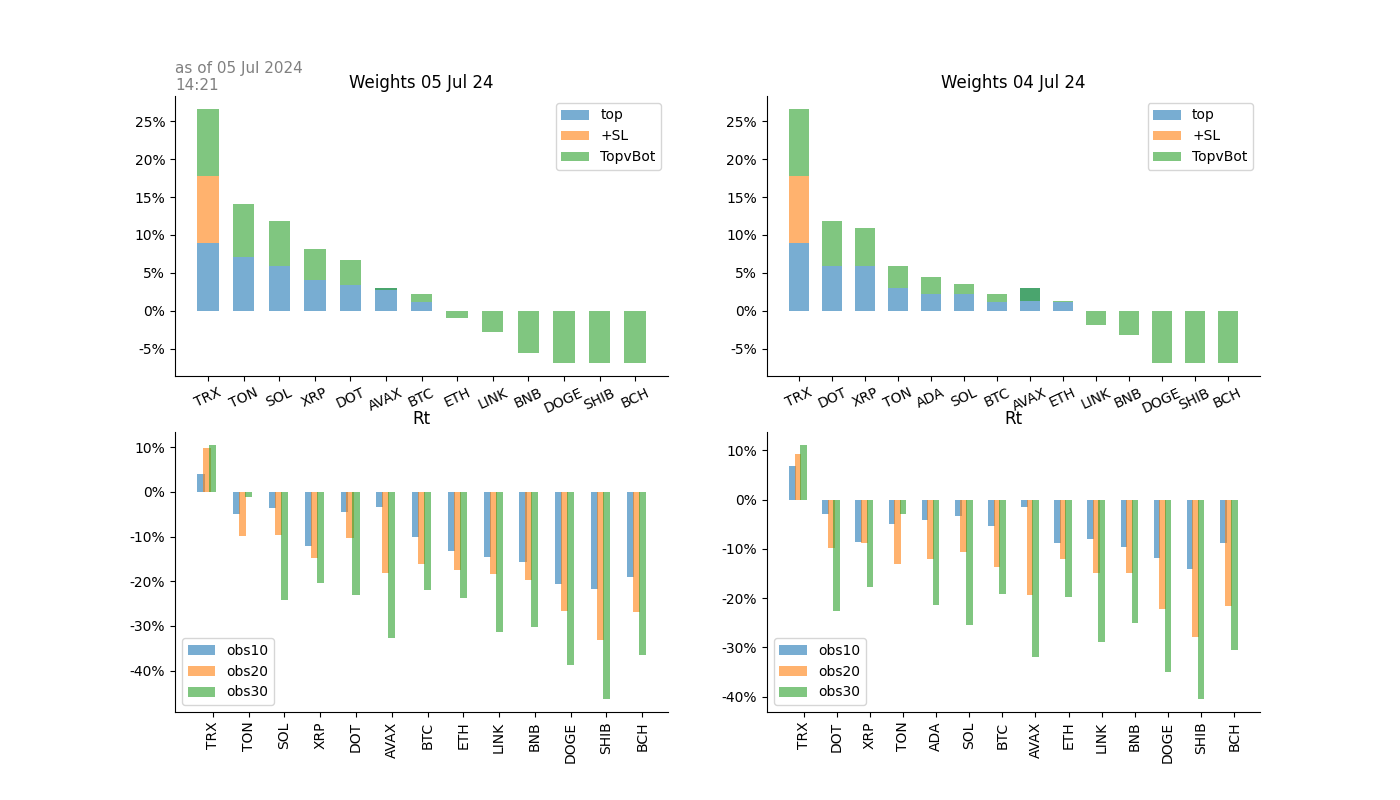 as of 05 Jul 2024
14:21
Weights 05 Jul 24
25%
20%
15%
10%
5%
0%
-5%
top
+SL
TopvBot
TRX TON SOL XRP DOT AVAX BTC ETH LINK BNB DOGE SHIB BCH
Weights 04 Jul 24
25%
20%
15%
10%
5%
0%
-5%
top
+SL
TopvBot
TRX DOT XRP TON ADA SOL BTC AVAX ETH LINK BNB DOGE SHIB BCH
Rt
10%
0%
-10%
-20%
-30%
-40%
obs10
obs20
obs30
TRX TON SOL XRP DOT AVAX BTC ETH LINK BNB DOGE SHIB BCH
Rt
10%
0%
-10%
-20%
-30%
-40%
obs10
obs20
obs30
TRX DOT XRP TON ADA SOL BTC AVAX ETH LINK BNB DOGE SHIB BCH